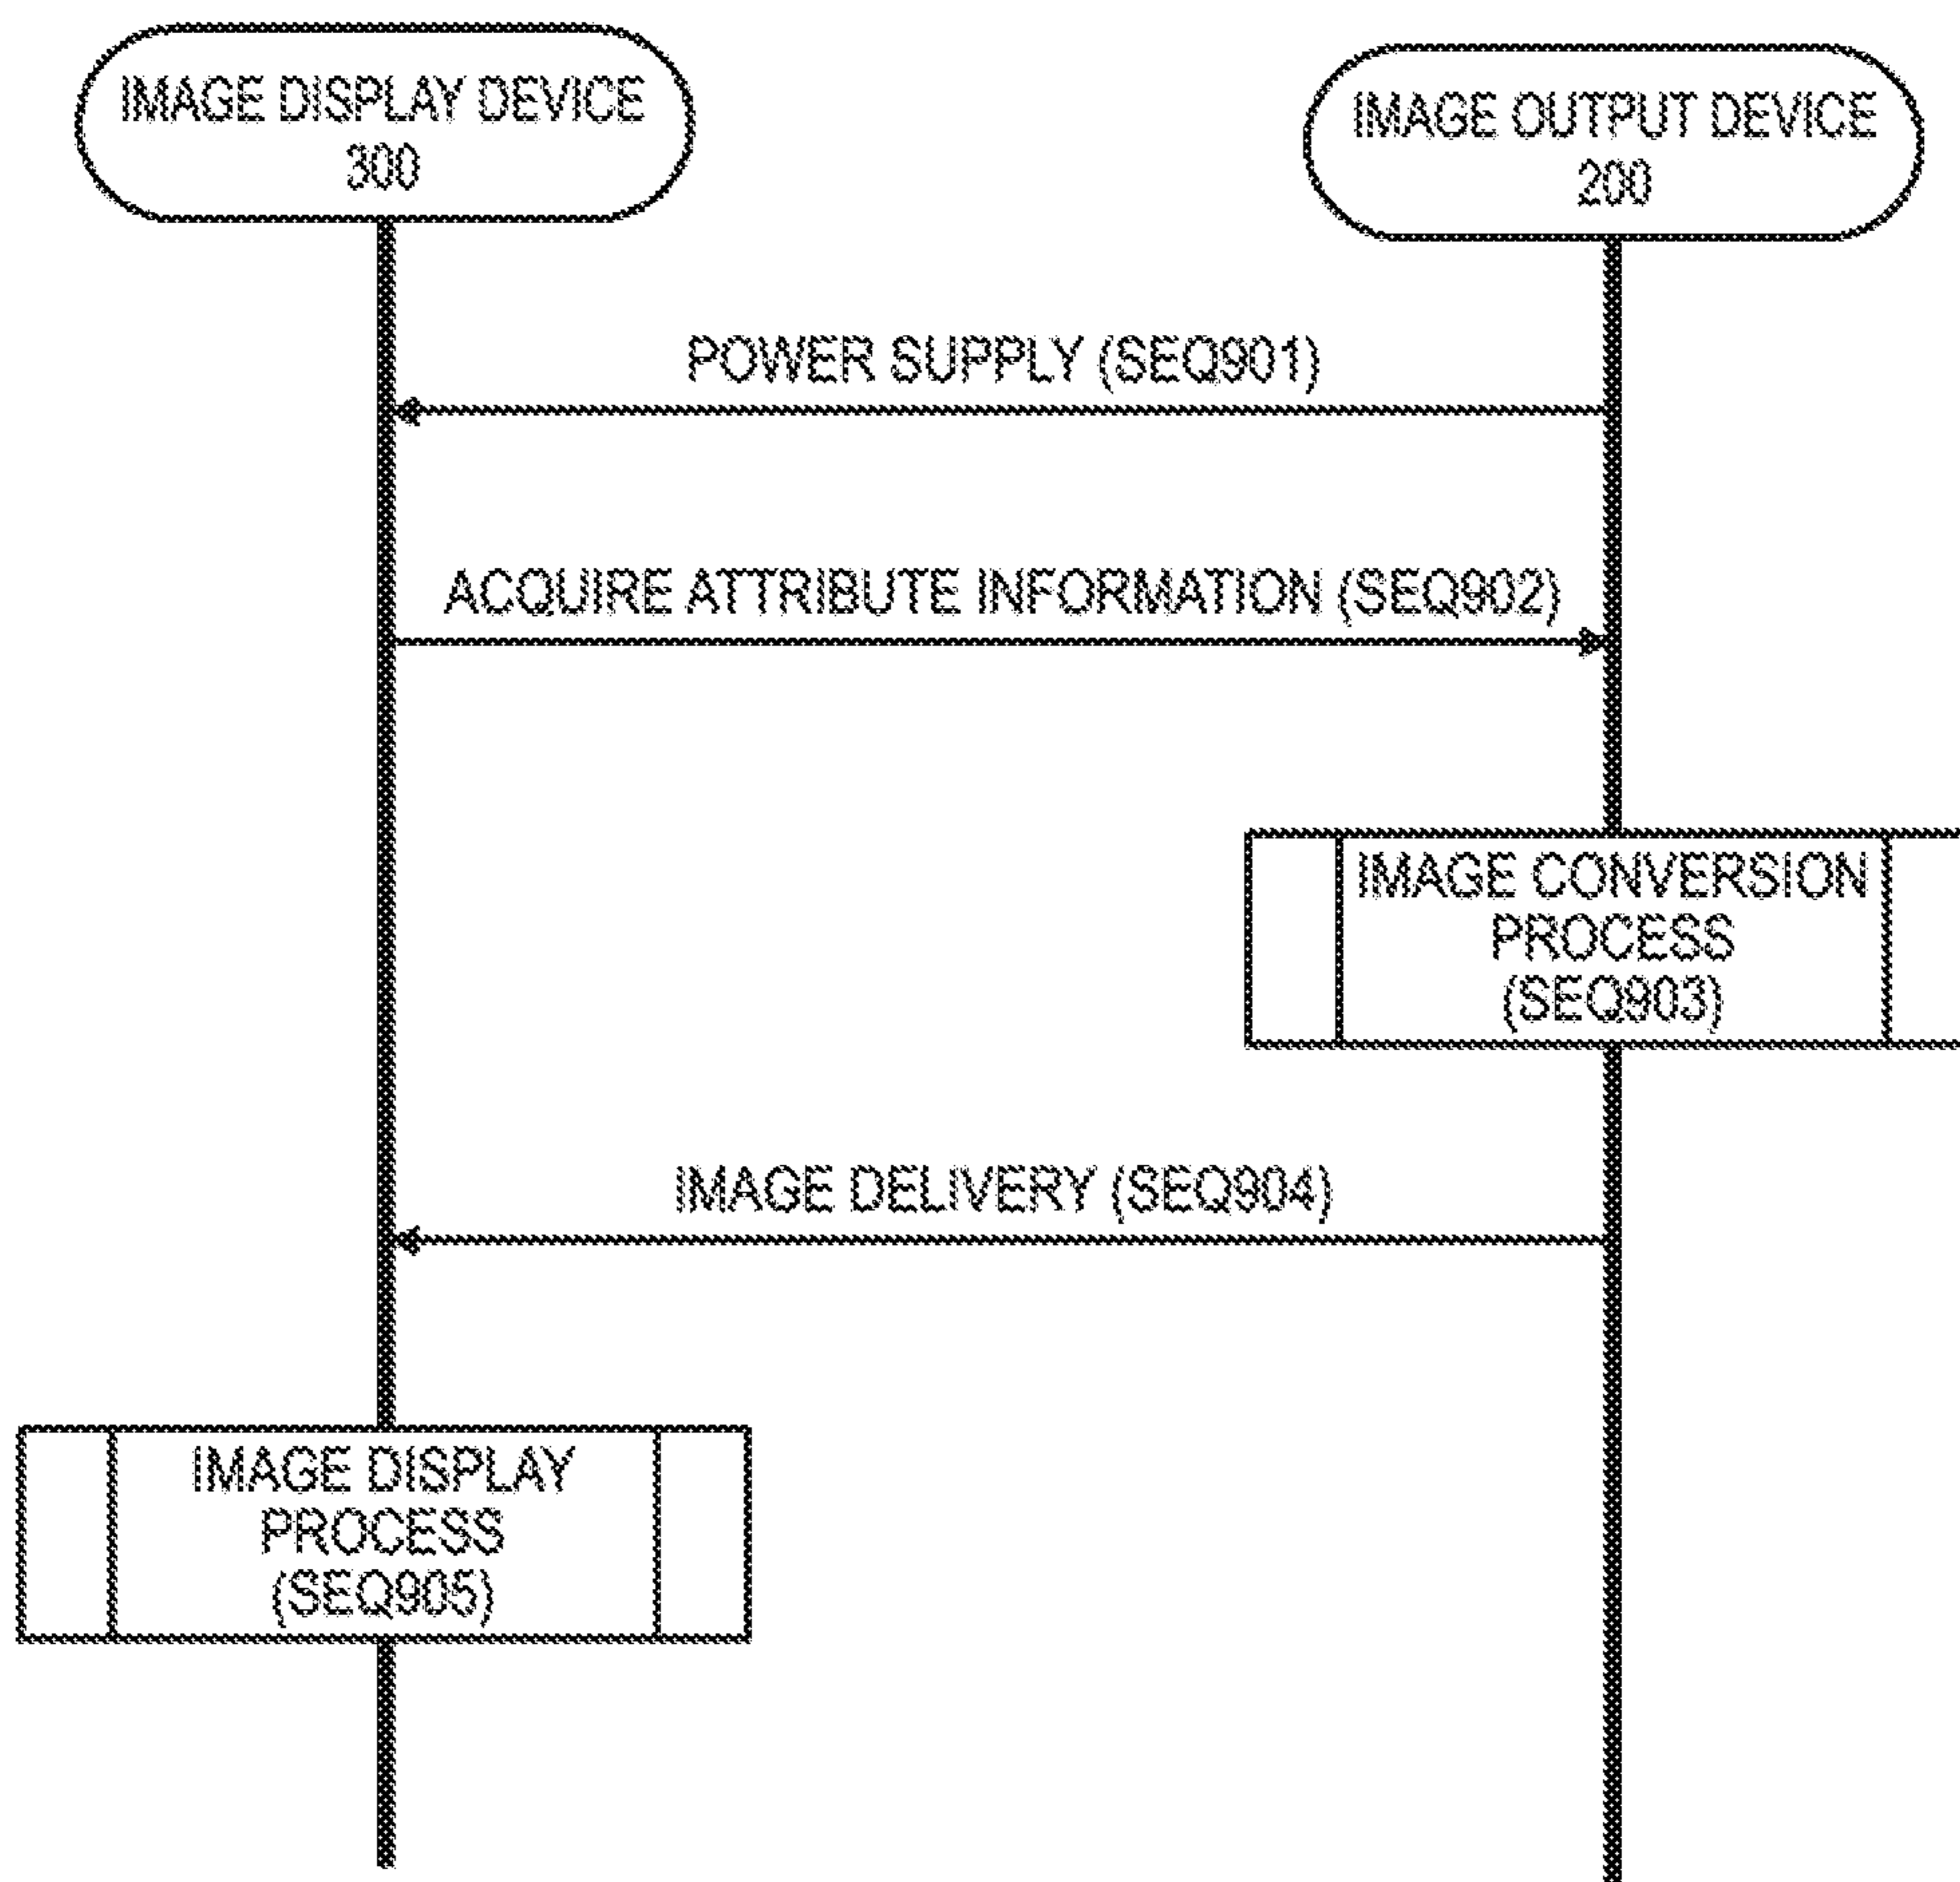 IMAGE DISPLAY DEVICE
300
IMAGE OUTPUT DEVICE
200
POWER SUPPLY (SEQ901)
ACQUIRE ATTRIBUTE INFORMATION (SEQ902)
IMAGE CONVERSION
PROCESS
(SEQ903)
IMAGE DELIVERY (SEQ904)
IMAGE DISPLAY
PROCESS
(SEQ905)